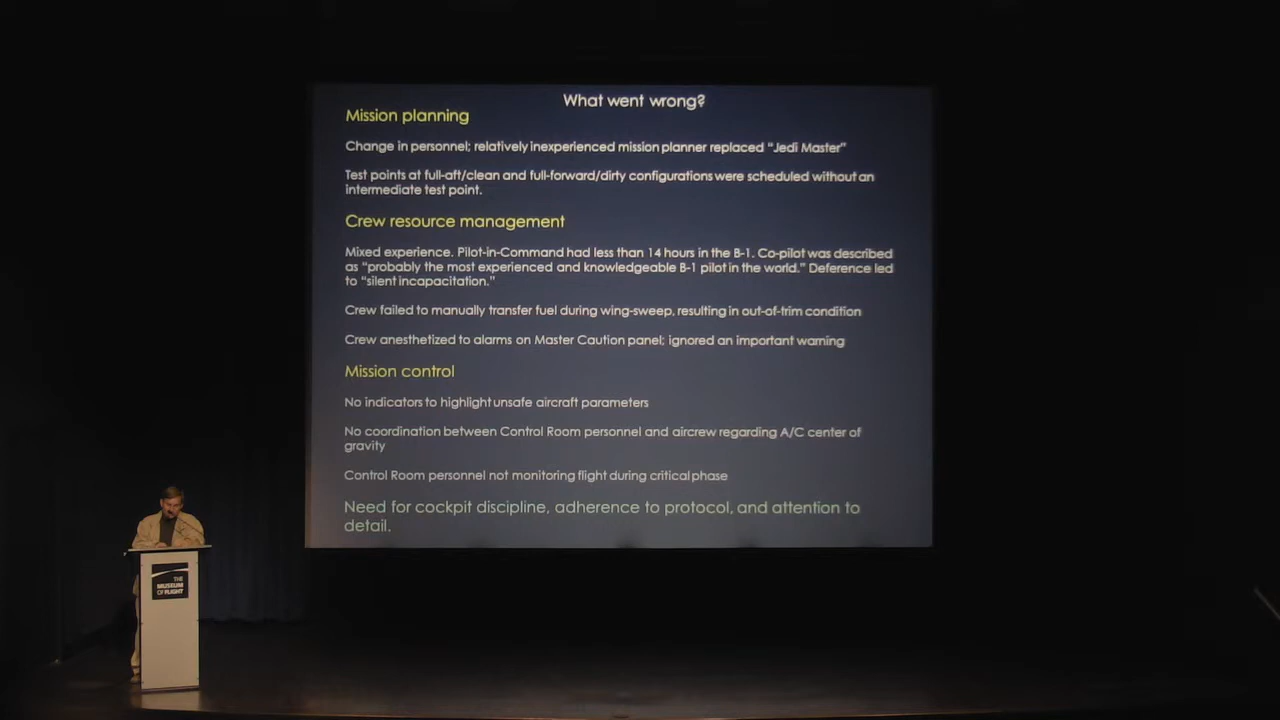 What went wrong?
Mission planning
Change in personnel; relatively inexperienced mission planner replaced “Jedi Master”
Test points at full-aft/clean and full-forward/dirty configurations were scheduled without an
intermediate test point.
Crew resource management
Mixed experience. Pilot-in-Command had less than 14 hours in the B-1. Co-pilot was described
as “probably the most experienced and knowledgeable B-1 pilot in the world.” Deference led
to “silent incapacitation.”
Crew failed to manually transfer fuel during wing-sweep, resulting in out-of-trim condition
Crew anesthetized to alarms on Master Caution panel; ignored an important warning
Mission control
No indicators to highlight unsafe aircraft parameters
No coordination between Control Room personnel and aircrew regarding A/C center of
gravity
Control Room personnel not monitoring flight during critical phase
Need for cockpit discipline, adherence to protocol, and attention to
detail.
THE
MUSEUM
OF FLIGHT